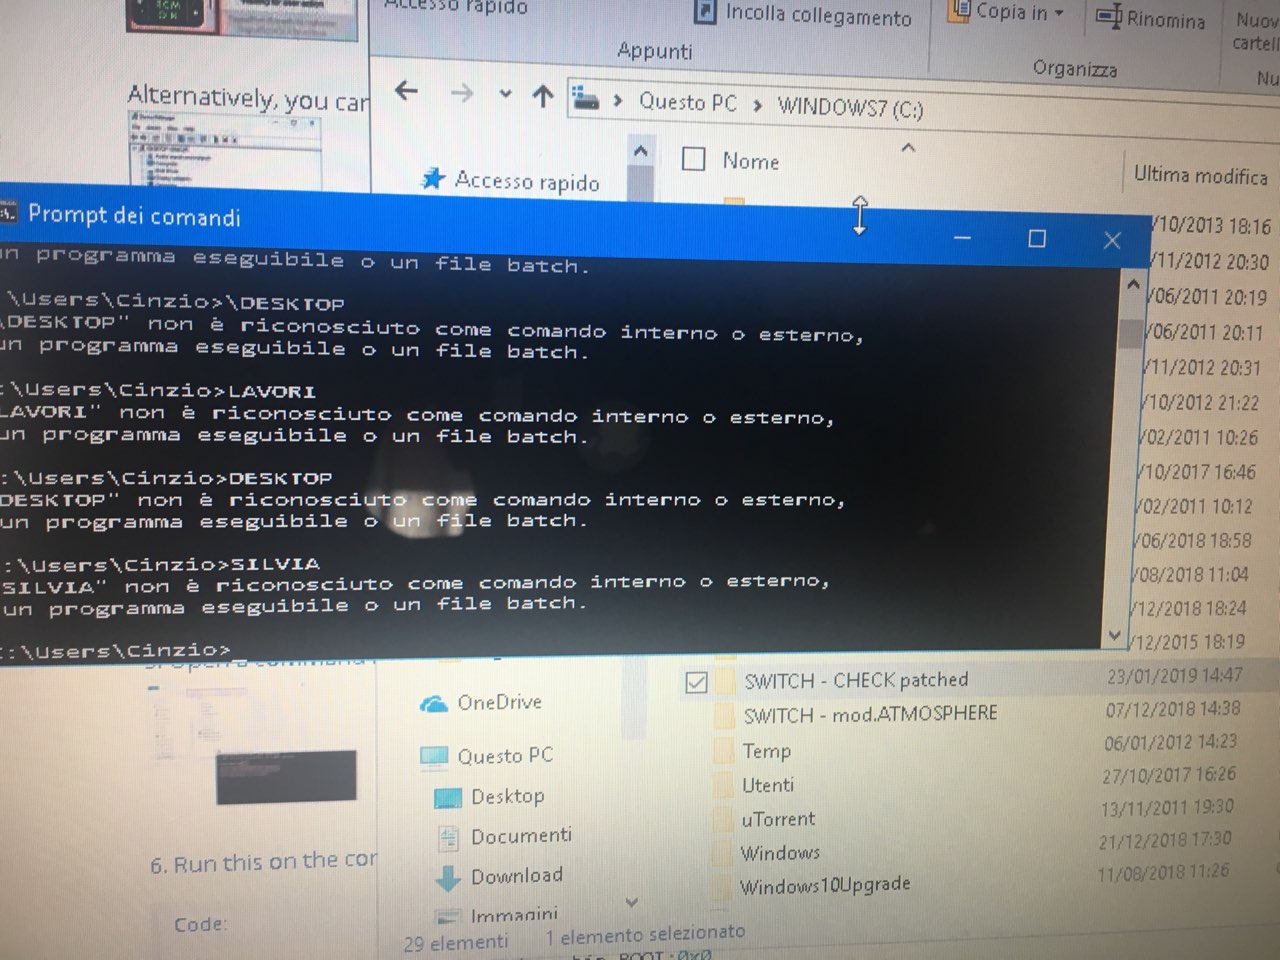 Accesso rapido
Incolla collegamento
Copia in
Rinomina
Nuov
cartell
Appunti
Organizza
Nu
Alternatively, you can
Questo PC > WINDOWS7 (C:)
Nome
Ultima modifica
Accesso rapido
Prompt dei comandi
un programma eseguibile o un file batch.
:\Users\Cinzio>\DESKTOP
\DESKTOP" non è riconosciuto come comando interno o esterno,
un programma eseguibile o un file batch.
:\Users\Cinzio>LAVORI
LAVORI" non è riconosciuto come comando interno o esterno,
un programma eseguibile o un file batch.
:\Users\Cinzio>DESKTOP
DESKTOP" non è riconosciuto come comando interno o esterno,
un programma eseguibile o un file batch.
:\Users\Cinzio>SILVIA
SILVIA" non è riconosciuto come comando interno o esterno,
un programma eseguibile o un file batch.
:\Users\Cinzio>
/10/2013 18:16
/11/2012 20:30
/06/2011 20:19
/06/2011 20:11
/11/2012 20:31
/10/2012 21:22
/02/2011 10:26
/10/2017 16:46
/02/2011 10:12
/06/2018 18:58
/08/2018 11:04
/12/2018 18:24
/12/2015 18:19
SWITCH - CHECK patched 23/01/2019 14:47
SWITCH - mod.ATMOSPHERE 07/12/2018 14:38
Temp 06/01/2012 14:23
Utenti 27/10/2017 16:26
uTorrent 13/11/2011 19:30
Windows 21/12/2018 17:30
Windows10Upgrade 11/08/2018 11:26
OneDrive
Questo PC
Desktop
Documenti
Download
Immagini
29 elementi 1 elemento selezionato
6. Run this on the cor
Code:
BOOT:0x0